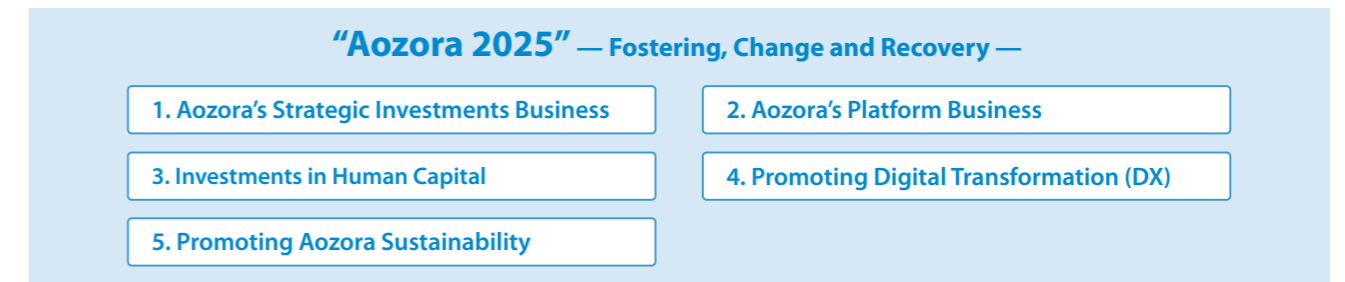 “Aozora 2025” — Fostering, Change and Recovery —
1. Aozora’s Strategic Investments Business
2. Aozora’s Platform Business
3. Investments in Human Capital
4. Promoting Digital Transformation (DX)
5. Promoting Aozora Sustainability